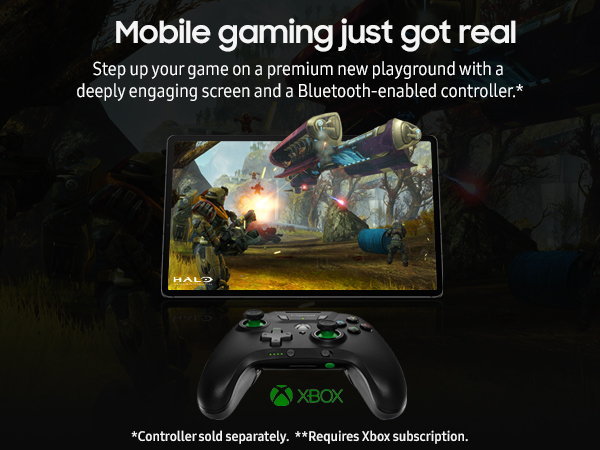 Mobile gaming just got real
Step up your game on a premium new playground with a
deeply engaging screen and a Bluetooth-enabled controller.*
HALO
XBOX
*Controller sold separately. **Requires Xbox subscription.